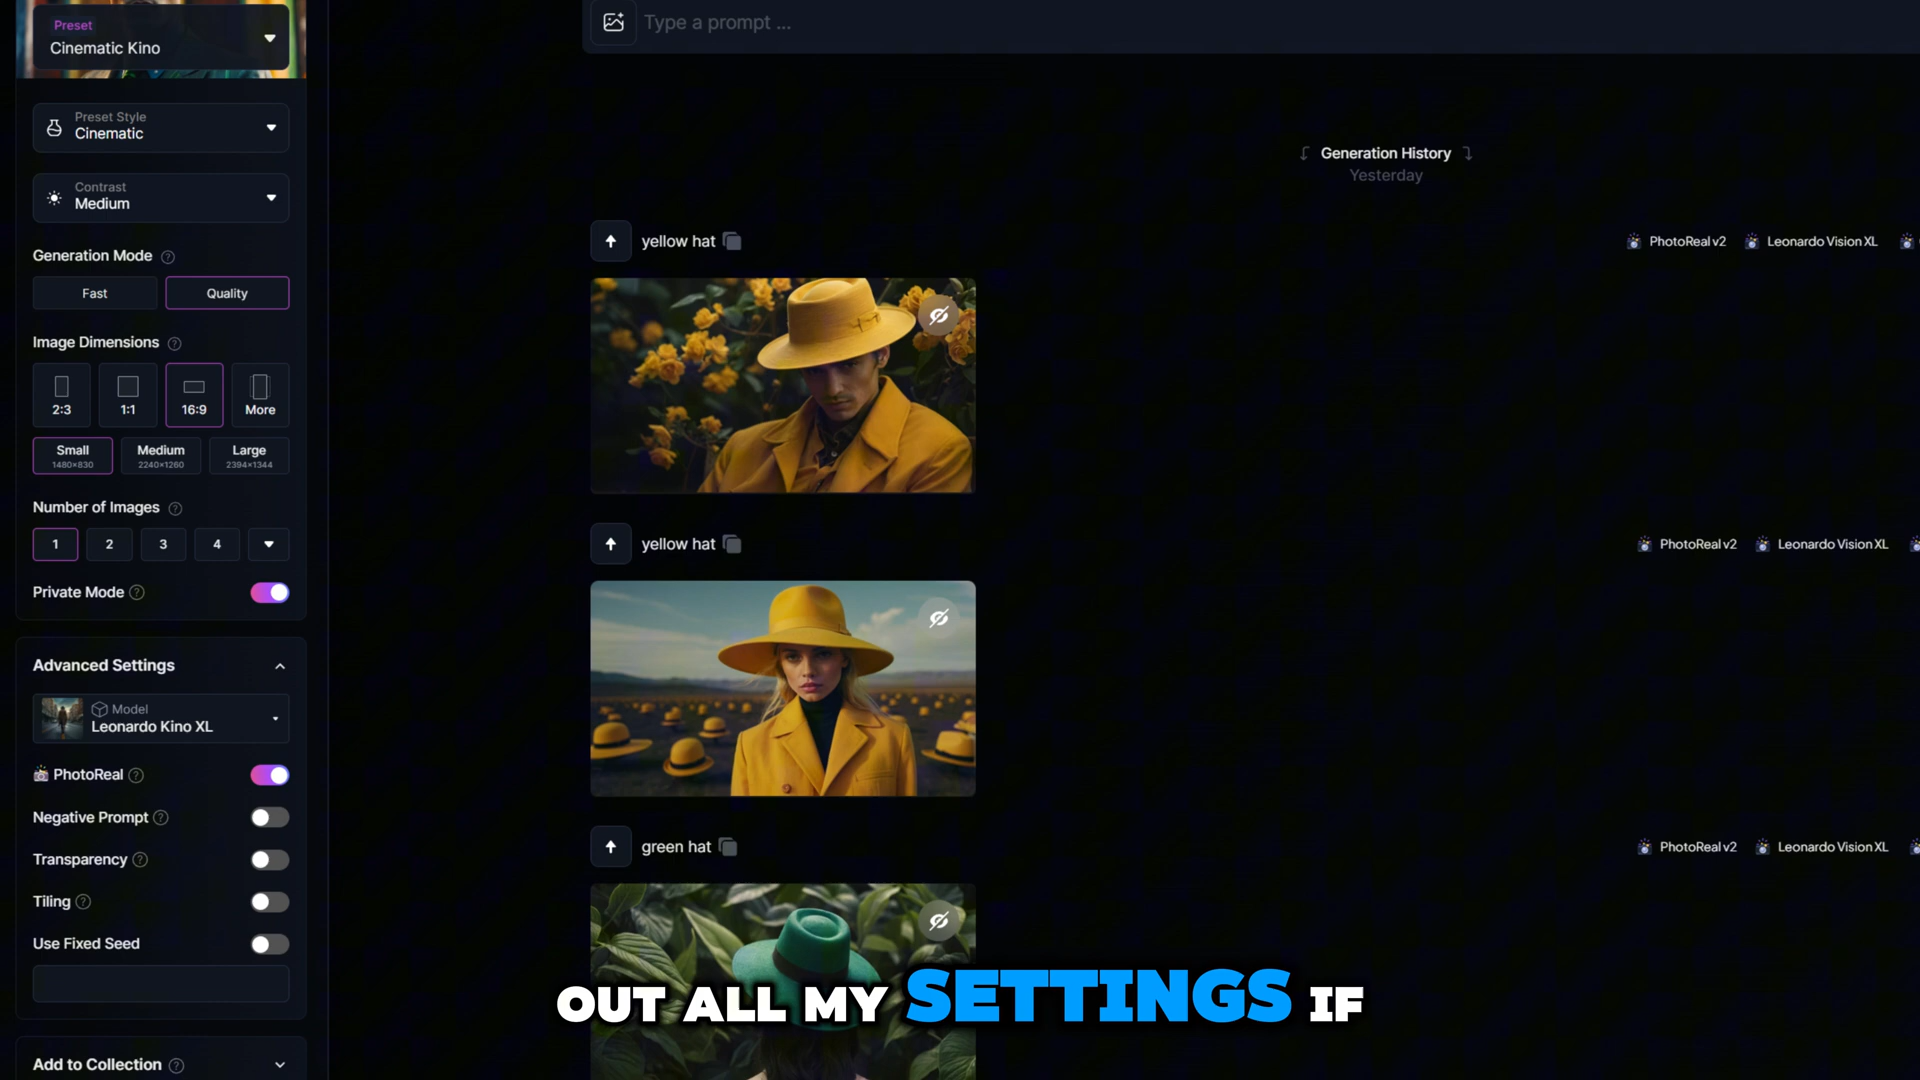 Preset
Cinematic Kino
Preset Style
Cinematic
Contrast
Medium
Generation Mode
Fast
Quality
Image Dimensions
2:3
1:1
16:9
More
Small
1480×830
Medium
2240×1260
Large
2394×1344
Number of Images
1
2
3
4
Private Mode
Advanced Settings
Model
Leonardo Kino XL
PhotoReal
Negative Prompt
Transparency
Tiling
Use Fixed Seed
Add to Collection
Type a prompt ...
Generation History
Yesterday
yellow hat
PhotoReal v2
Leonardo Vision XL
yellow hat
PhotoReal v2
Leonardo Vision XL
green hat
PhotoReal v2
Leonardo Vision XL
OUT ALL MY SETTINGS IF